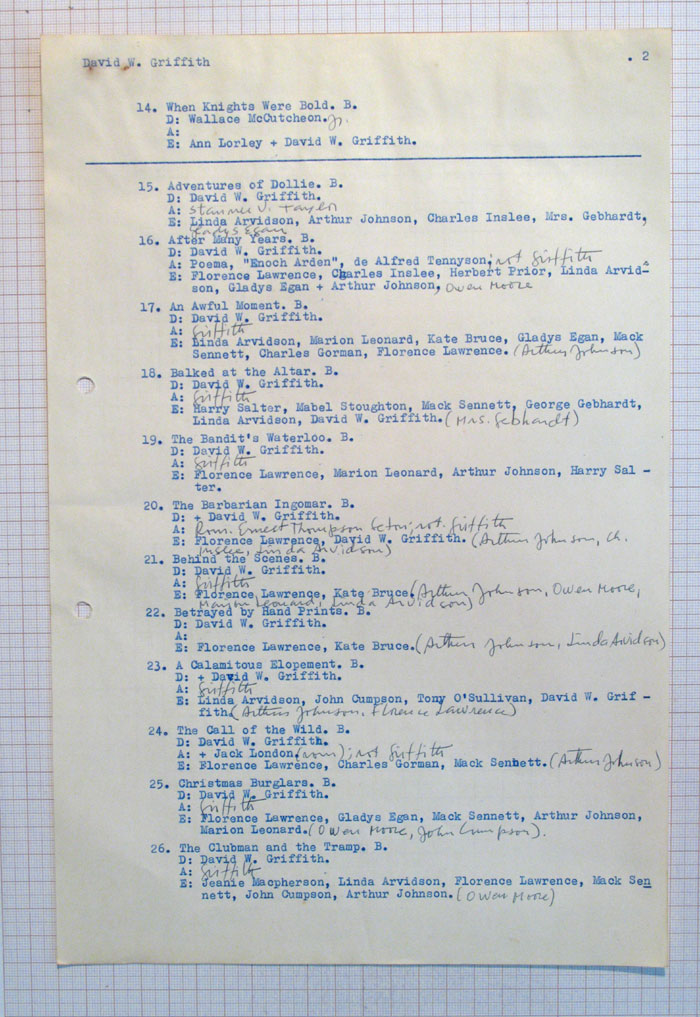 David W. Griffith . 2
14. When Knights Were Bold. B.
D: Wallace McCutcheon. Jr.
A:
E: Ann Lorley + David W. Griffith.
15. Adventures of Dollie. B.
D: David W. Griffith.
A: Stanner J. Taylor
E: Linda Arvidson, Arthur Johnson, Charles Inslee, Mrs. Gebhardt,
Gladys Egan
16. After Many Years. B.
D: David W. Griffith.
A: Poema, "Enoch Arden", de Alfred Tennyson; not Griffith
E: Florence Lawrence, Charles Inslee, Herbert Prior, Linda Arvid-
son, Gladys Egan + Arthur Johnson, Owen Moore
17. An Awful Moment. B.
D: David W. Griffith.
A: Griffith
E: Linda Arvidson, Marion Leonard, Kate Bruce, Gladys Egan, Mack
Sennett, Charles Gorman, Florence Lawrence. (Arthur Johnson)
18. Balked at the Altar. B.
D: David W. Griffith.
A: Griffith
E: Harry Salter, Mabel Stoughton, Mack Sennett, George Gebhardt,
Linda Arvidson, David W. Griffith. (Mrs. Gebhardt)
19. The Bandit's Waterloo. B.
D: David W. Griffith.
A: Griffith
E: Florence Lawrence, Marion Leonard, Arthur Johnson, Harry Sal -
ter.
20. The Barbarian Ingomar. B.
D: + David W. Griffith.
A: Rom. Ernest Thompson Seton; not. Griffith
E: Florence Lawrence, David W. Griffith. (Arthur Johnson, Ch.
Inslee, Linda Arvidson)
21. Behind the Scenes. B.
D: David W. Griffith.
A: Griffith
E: Florence Lawrence, Kate Bruce (Arthur Johnson, Owen Moore,
Marion Leonard, Linda Arvidson)
22. Betrayed by Hand Prints. B.
D: David W. Griffith.
A:
E: Florence Lawrence, Kate Bruce. (Arthur Johnson, Linda Arvidson)
23. A Calamitous Elopement. B.
D: + David W. Griffith.
A: Griffith
E: Linda Arvidson, John Cumpson, Tony O'Sullivan, David W. Grif -
fith. (Arthur Johnson, Florence Lawrence)
24. The Call of the Wild. B.
D: David W. Griffith.
A: + Jack London (rom); not Griffith
E: Florence Lawrence, Charles Gorman, Mack Sennett. (Arthur Johnson)
25. Christmas Burglars. B.
D: David W. Griffith.
A: Griffith
E: Florence Lawrence, Gladys Egan, Mack Sennett, Arthur Johnson,
Marion Leonard. (Owen Moore, John Cumpson).
26. The Clubman and the Tramp. B.
D: David W. Griffith.
A: Griffith
E: Jeanie Macpherson, Linda Arvidson, Florence Lawrence, Mack Sen
nett, John Cumpson, Arthur Johnson. (Owen Moore)